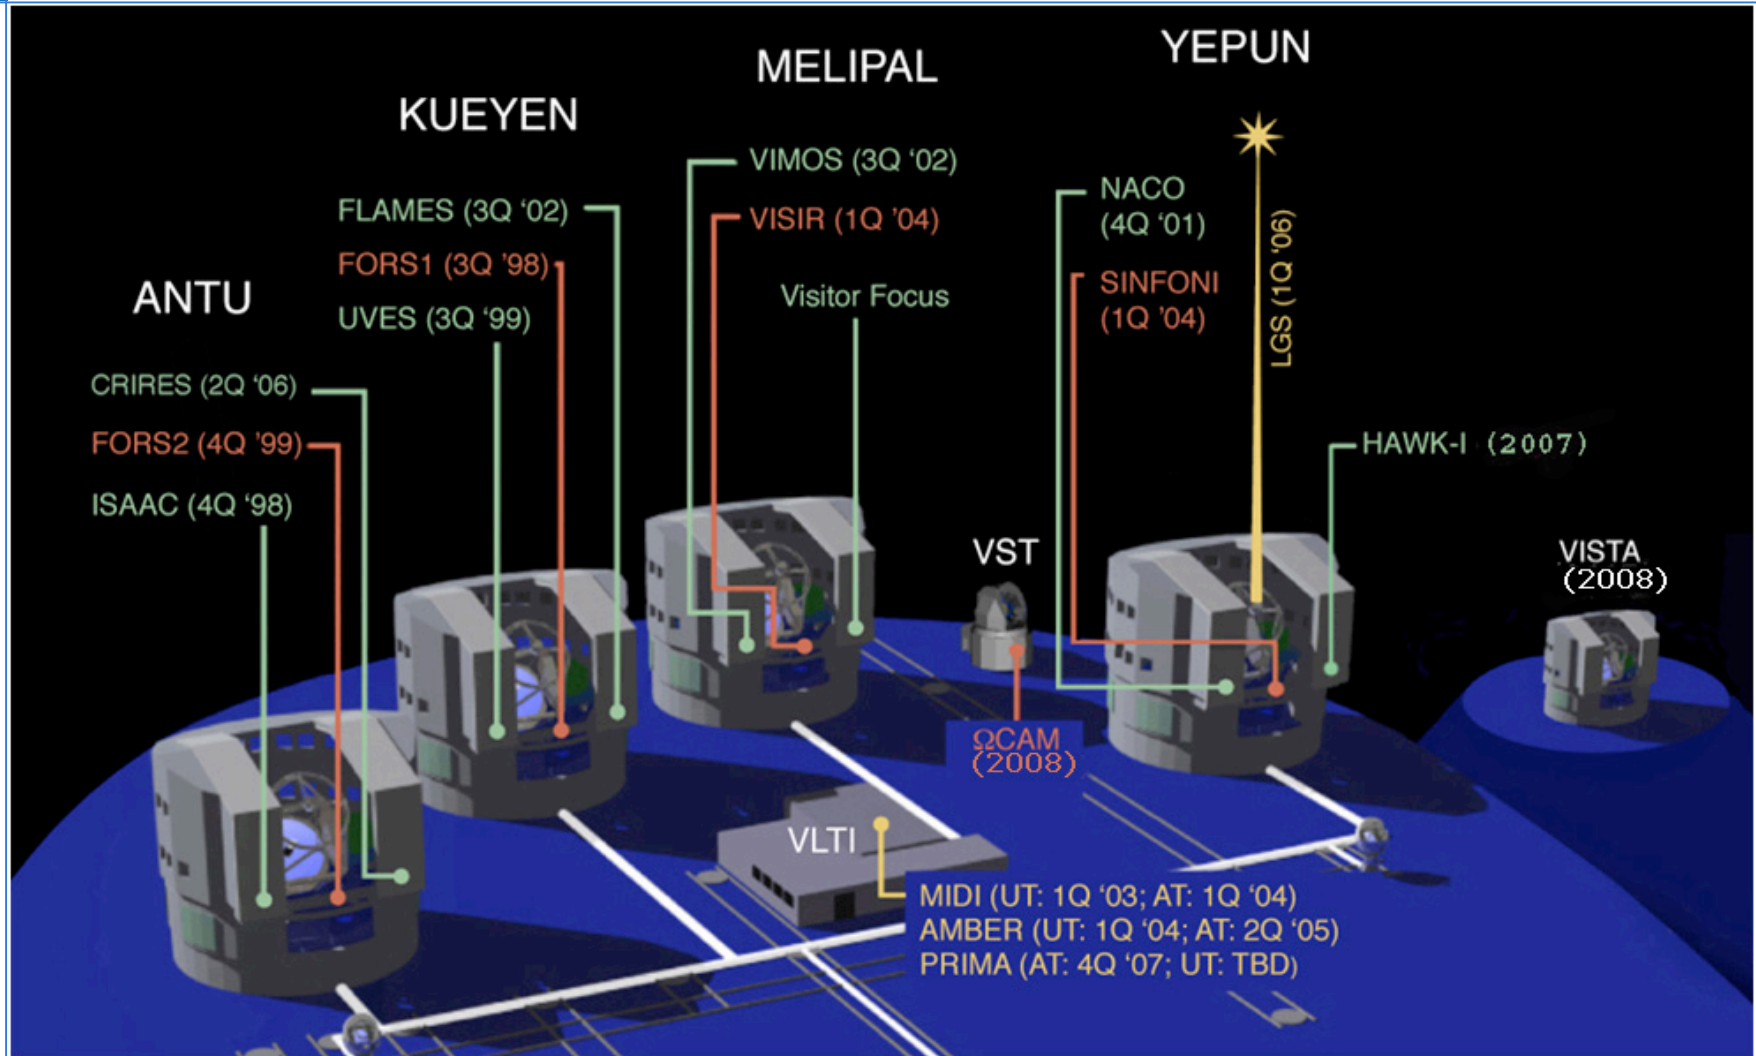 YEPUN
MELIPAL
KUEYEN
VIMOS (3Q ‘02)
NACO
(4Q ‘01)
FLAMES (3Q ‘02)
VISIR (1Q ’04)
LGS (1Q ‘06)
FORS1 (3Q ’98)
SINFONI
(1Q ’04)
ANTU
Visitor Focus
UVES (3Q ‘99)
CRIRES (2Q ‘06)
FORS2 (4Q ’99)
HAWK-I (2007)
ISAAC (4Q ‘98)
VST
VISTA
(2008)
ΩCAM
(2008)
VLTI
MIDI (UT: 1Q ‘03; AT: 1Q ‘04)
AMBER (UT: 1Q ‘04; AT: 2Q ‘05)
PRIMA (AT: 4Q ‘07; UT: TBD)